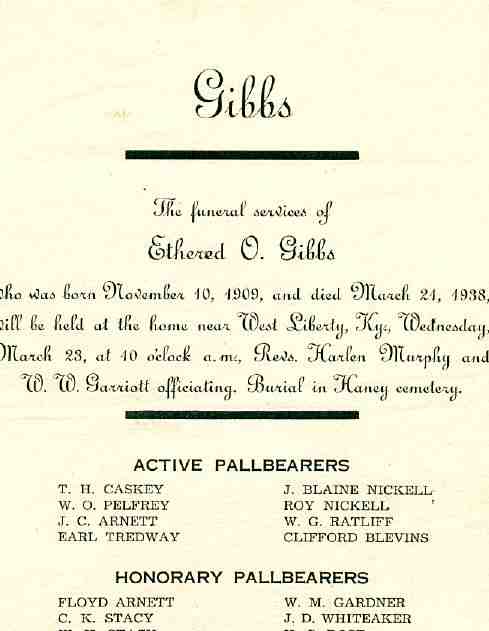 Gibbs
The funeral services of
Ethered O. Gibbs
who was born November 10, 1909, and died March 21, 1938,
will be held at the home near West Liberty, Ky., Wednesday,
March 23, at 10 o'clock a.m., Revs. Harlen Murphy and
W. W. Garriott officiating. Burial in Haney cemetery.
ACTIVE PALLBEARERS
T. H. CASKEY J. BLAINE NICKELL
W. O. PELFREY ROY NICKELL
J. C. ARNETT W. G. RATLIFF
EARL TREDWAY CLIFFORD BLEVINS
HONORARY PALLBEARERS
FLOYD ARNETT W. M. GARDNER
C. K. STACY J. D. WHITEAKER